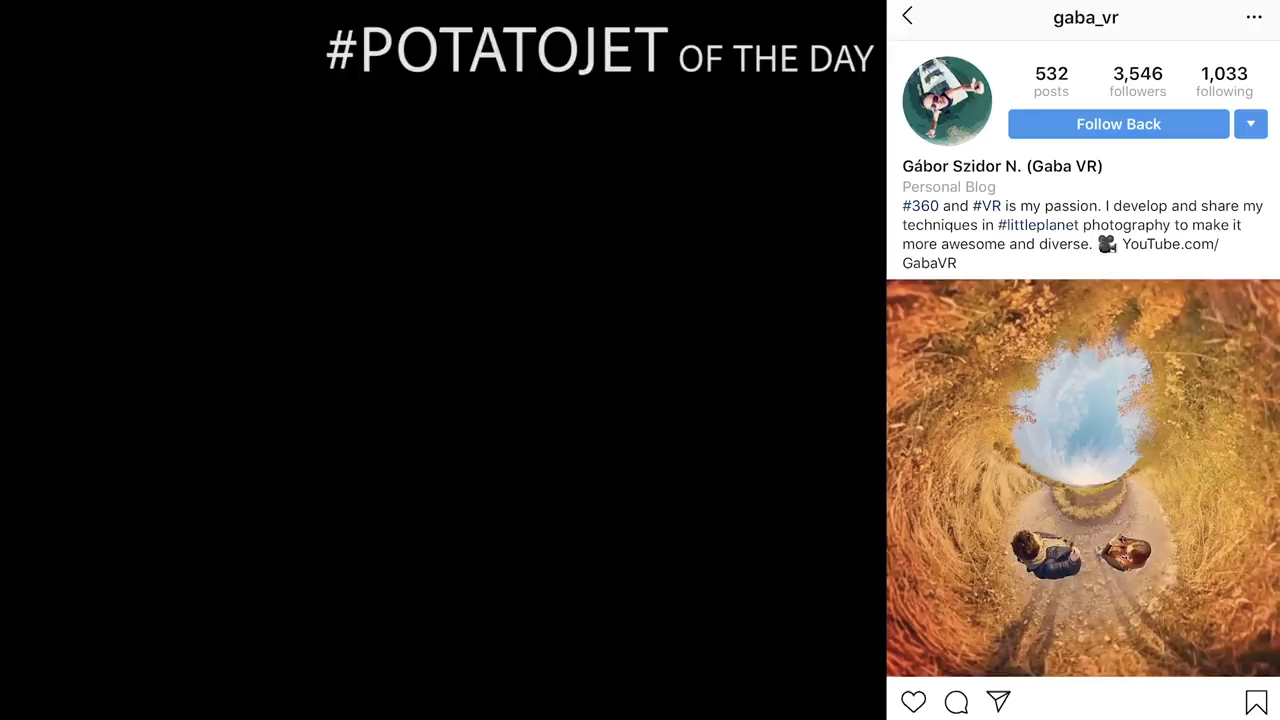 #POTATOJET OF THE DAY
gaba_vr
532
3,546
1,033
posts
followers
following
Follow Back
Gábor Szidor N. (Gaba VR)
Personal Blog
#360 and #VR is my passion. I develop and share my
techniques in #littleplanet photography to make it
more awesome and diverse. 🎥 YouTube.com/
GabaVR